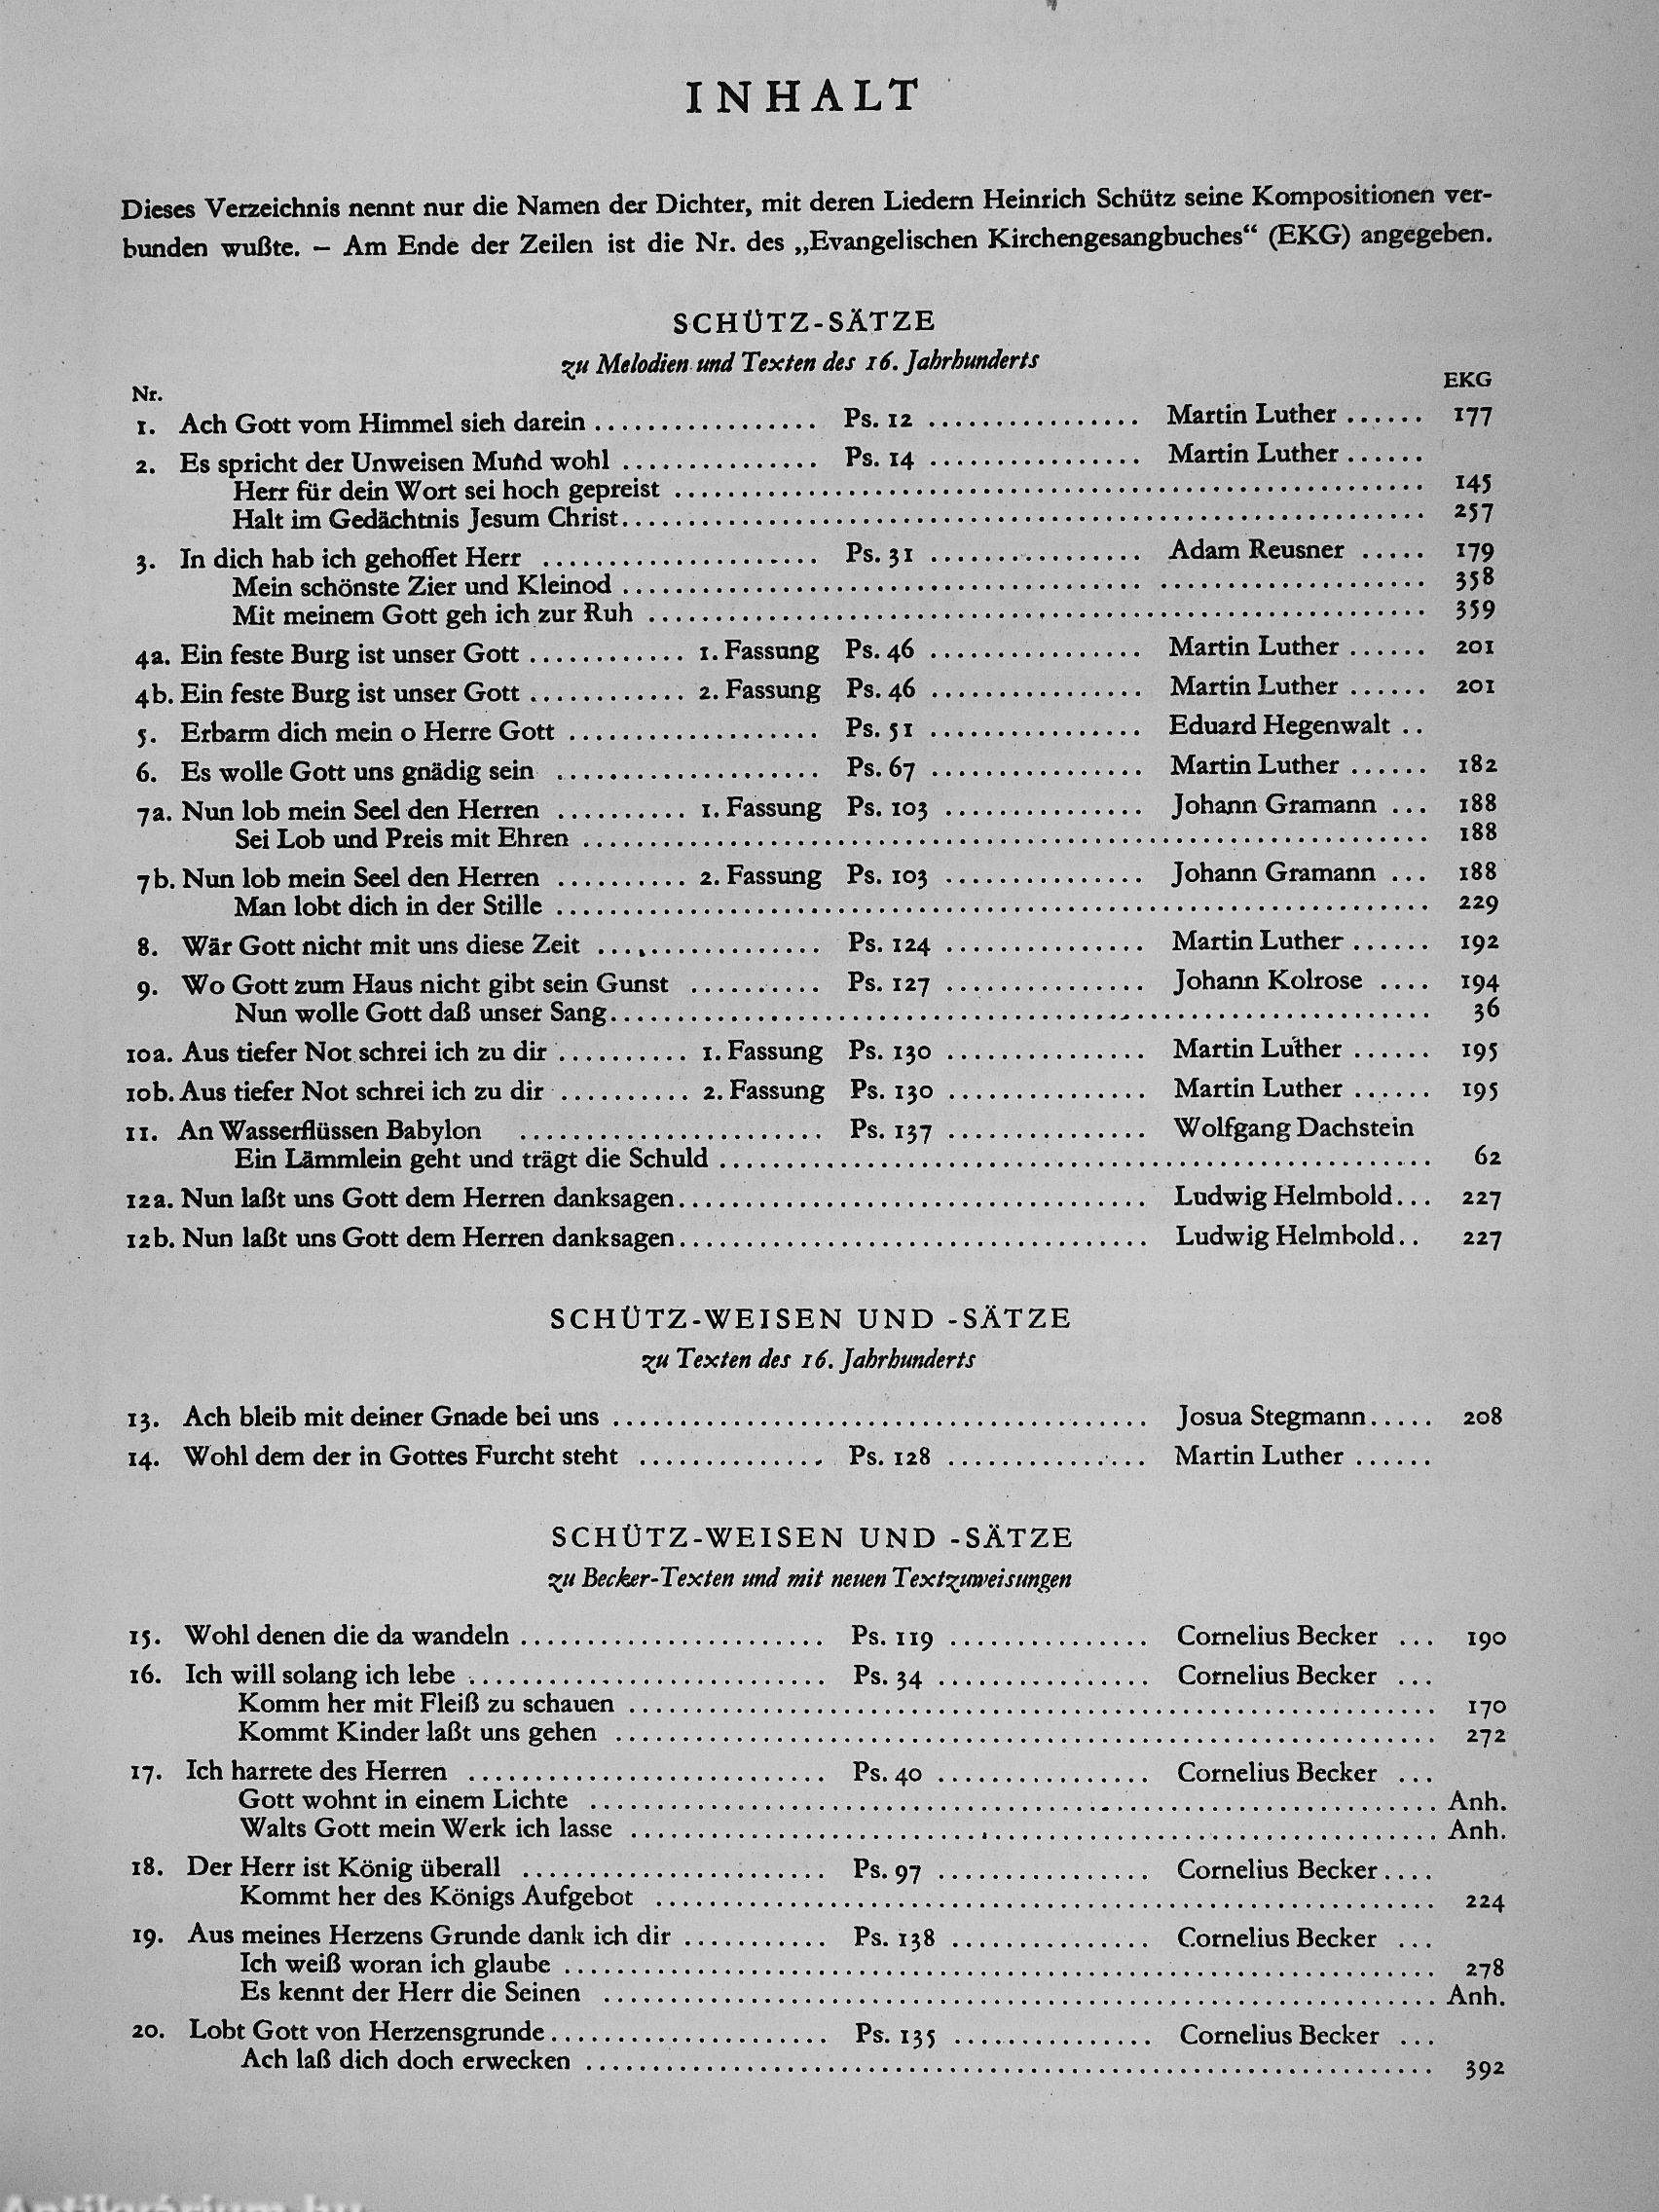 INHALT
Dieses Verzeichnis nennt nur die Namen der Dichter, mit deren Liedern Heinrich Schütz seine Kompositionen ver-
bunden wußte. – Am Ende der Zeilen ist die Nr. des „Evangelischen Kirchengesangbuches“ (EKG) angegeben.
SCHÜTZ-SÄTZE
zu Melodien und Texten des 16. Jahrhunderts
Nr. EKG
1. Ach Gott vom Himmel sieh darein ................. Ps. 12 ................ Martin Luther ...... 177
2. Es spricht der Unweisen Mund wohl ............... Ps. 14 ................ Martin Luther ......
Herr für dein Wort sei hoch gepreist ........................................................ 145
Halt im Gedächtnis Jesum Christ............................................................ 257
3. In dich hab ich gehoffet Herr ..................... Ps. 31 ................ Adam Reusner ..... 179
Mein schönste Zier und Kleinod ............................................................ 358
Mit meinem Gott geh ich zur Ruh .......................................................... 359
4a. Ein feste Burg ist unser Gott ............ 1. Fassung Ps. 46 ................ Martin Luther ...... 201
4b. Ein feste Burg ist unser Gott ............ 2. Fassung Ps. 46 ................ Martin Luther ...... 201
5. Erbarm dich mein o Herre Gott ................... Ps. 51 ................ Eduard Hegenwalt ..
6. Es wolle Gott uns gnädig sein .................... Ps. 67 ................ Martin Luther ...... 182
7a. Nun lob mein Seel den Herren .......... 1. Fassung Ps. 103 ............... Johann Gramann ... 188
Sei Lob und Preis mit Ehren ............................................................... 188
7b. Nun lob mein Seel den Herren .......... 2. Fassung Ps. 103 ............... Johann Gramann ... 188
Man lobt dich in der Stille ................................................................. 229
8. Wär Gott nicht mit uns diese Zeit ................. Ps. 124 ............... Martin Luther ...... 192
9. Wo Gott zum Haus nicht gibt sein Gunst .......... Ps. 127 ............... Johann Kolrose .... 194
Nun wolle Gott daß unser Sang............................................................. 36
10a. Aus tiefer Not schrei ich zu dir .......... 1. Fassung Ps. 130 ............... Martin Luther ...... 195
10b. Aus tiefer Not schrei ich zu dir .......... 2. Fassung Ps. 130 ............... Martin Luther ...... 195
11. An Wasserflüssen Babylon ....................... Ps. 137 ............... Wolfgang Dachstein
Ein Lämmlein geht und trägt die Schuld ..................................................... 62
12a. Nun laßt uns Gott dem Herren danksagen................................... Ludwig Helmbold... 227
12b. Nun laßt uns Gott dem Herren danksagen................................... Ludwig Helmbold.. 227
SCHÜTZ-WEISEN UND -SÄTZE
zu Texten des 16. Jahrhunderts
13. Ach bleib mit deiner Gnade bei uns ........................................ Josua Stegmann..... 208
14. Wohl dem der in Gottes Furcht steht .............. Ps. 128 ............... Martin Luther ......
SCHÜTZ-WEISEN UND -SÄTZE
zu Becker-Texten und mit neuen Textzuweisungen
15. Wohl denen die da wandeln ....................... Ps. 119 ............... Cornelius Becker ... 190
16. Ich will solang ich lebe ........................... Ps. 34 ................ Cornelius Becker ...
Komm her mit Fleiß zu schauen ............................................................ 170
Kommt Kinder laßt uns gehen ............................................................. 272
17. Ich harrete des Herren ........................... Ps. 40 ................ Cornelius Becker ...
Gott wohnt in einem Lichte ............................................................... Anh.
Walts Gott mein Werk ich lasse ............................................................ Anh.
18. Der Herr ist König überall ....................... Ps. 97 ................ Cornelius Becker....
Kommt her des Königs Aufgebot .......................................................... 224
19. Aus meines Herzens Grunde dank ich dir ........... Ps. 138 ............... Cornelius Becker ...
Ich weiß woran ich glaube ................................................................. 278
Es kennt der Herr die Seinen .............................................................. Anh.
20. Lobt Gott von Herzensgrunde..................... Ps. 135 ............... Cornelius Becker ...
Ach laß dich doch erwecken ............................................................... 392
Antikvárium.hu